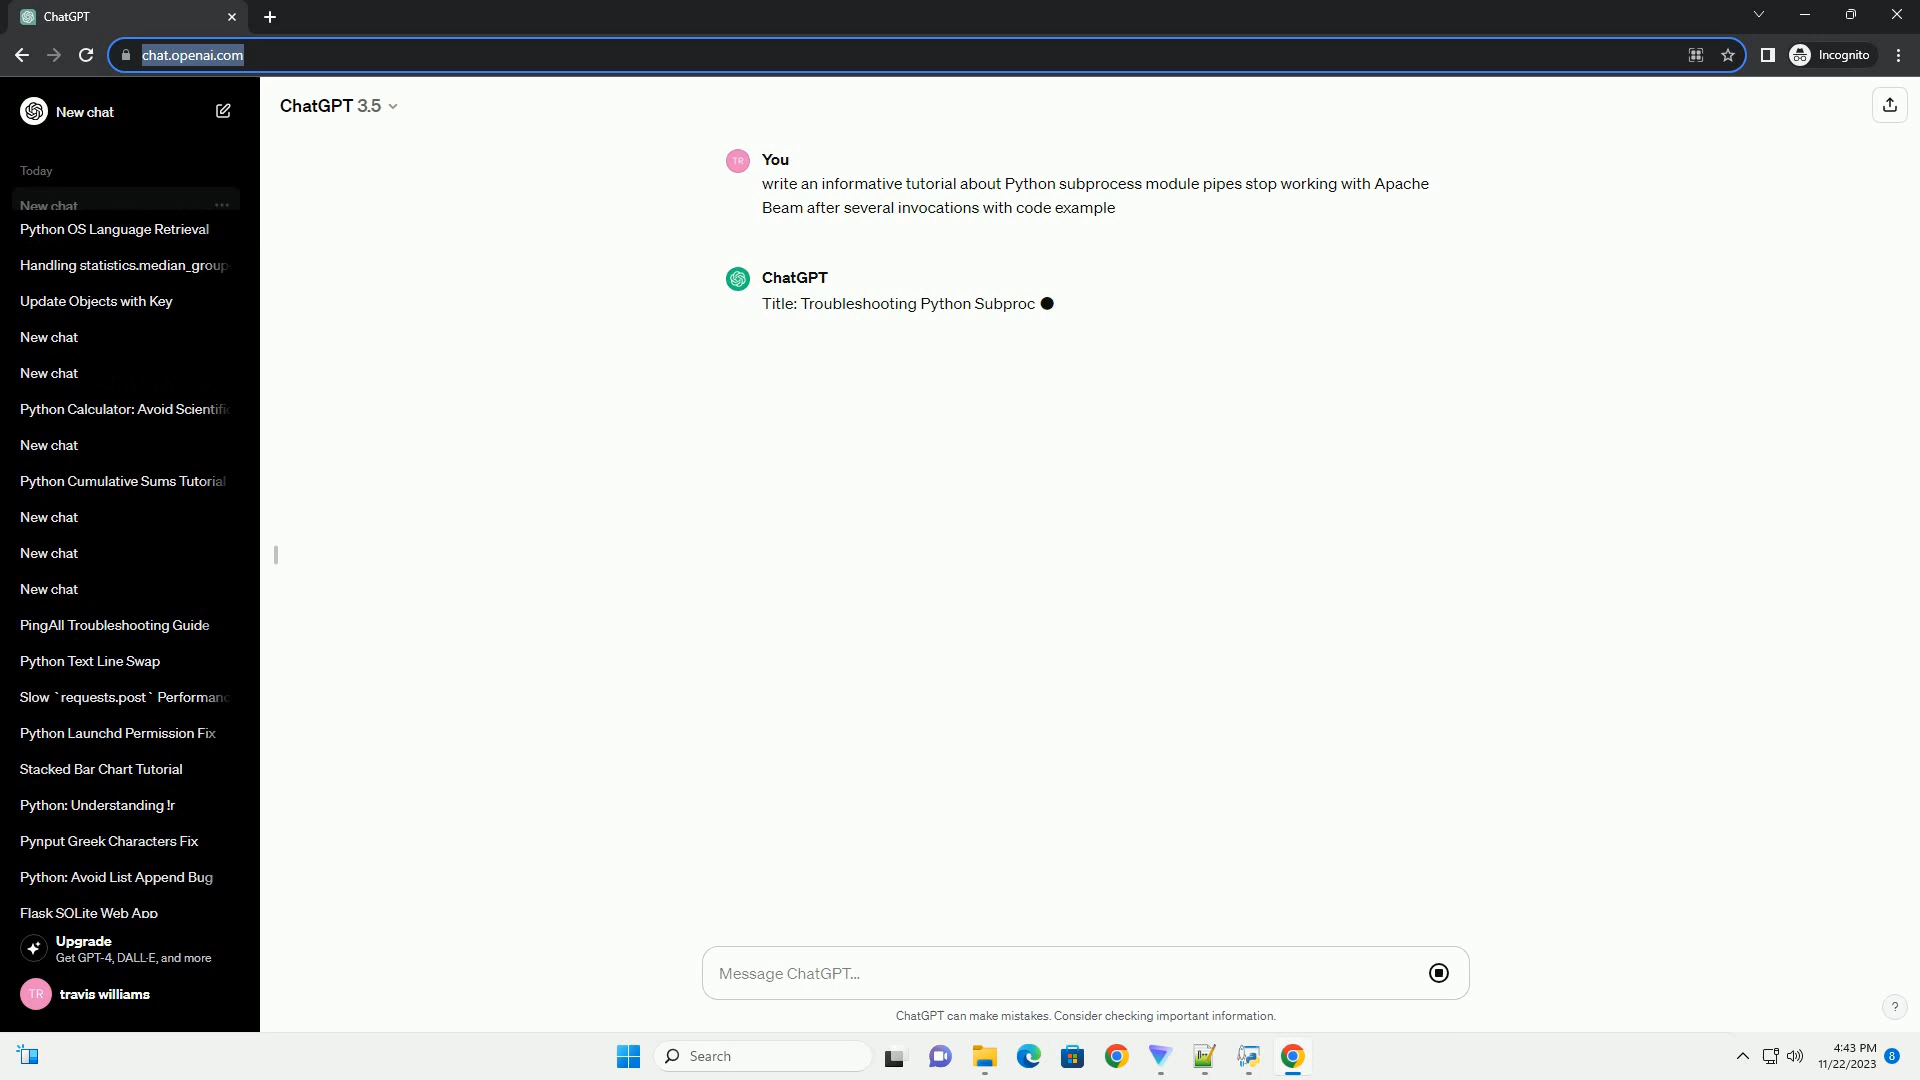 ChatGPT
chat.openai.com
Incognito
New chat
ChatGPT 3.5
Today
New chat
Python OS Language Retrieval
Handling statistics.median_group
Update Objects with Key
New chat
New chat
Python Calculator: Avoid Scientific
New chat
Python Cumulative Sums Tutorial
New chat
New chat
New chat
PingAll Troubleshooting Guide
Python Text Line Swap
Slow `requests.post` Performanc
Python Launchd Permission Fix
Stacked Bar Chart Tutorial
Python: Understanding !r
Pynput Greek Characters Fix
Python: Avoid List Append Bug
Flask SQLite Web App
Upgrade
Get GPT-4, DALL·E, and more
TR
travis williams
TR
You
write an informative tutorial about Python subprocess module pipes stop working with Apache
Beam after several invocations with code example
ChatGPT
Title: Troubleshooting Python Subproc
Message ChatGPT...
ChatGPT can make mistakes. Consider checking important information.
?
Search
4:43 PM
11/22/2023
8